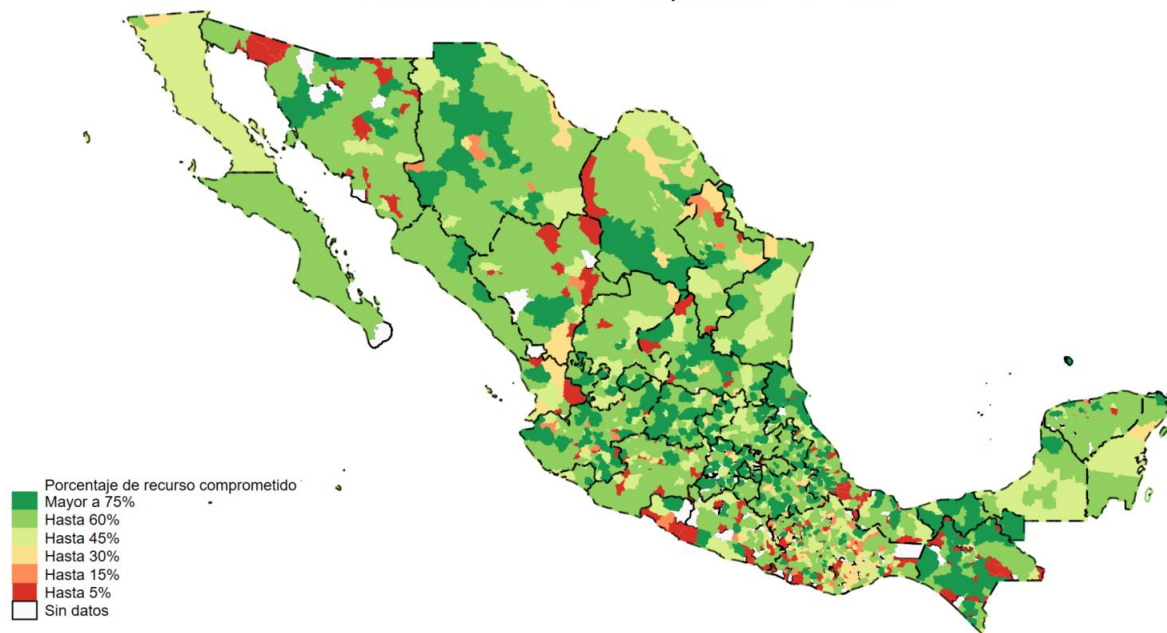 Porcentaje de recurso comprometido
Mayor a 75%
Hasta 60%
Hasta 45%
Hasta 30%
Hasta 15%
Hasta 5%
Sin datos